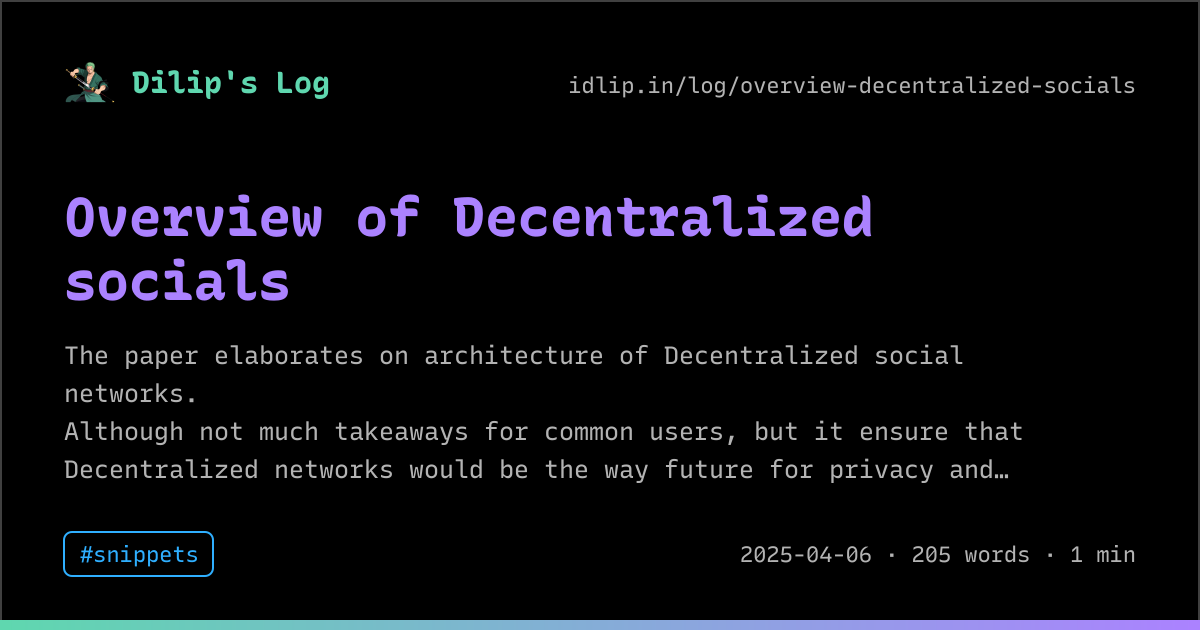 Dilip's Log
idlip.in/log/overview-decentralized-socials
Overview of Decentralized
socials
The paper elaborates on architecture of Decentralized social
networks.
Although not much takeaways for common users, but it ensure that
Decentralized networks would be the way future for privacy and…
#snippets
2025-04-06 · 205 words · 1 min